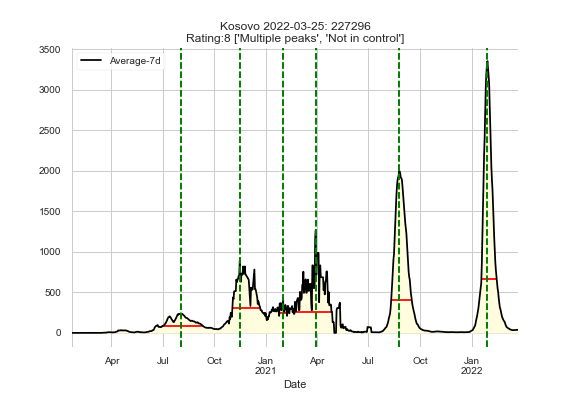 Kosovo 2022-03-25: 227296
Rating:8 ['Multiple peaks', 'Not in control']
Average-7d
3500
3000
2500
2000
1500
1000
500
0
Apr Jul Oct Jan Apr Jul Oct Jan
2021 2022
Date